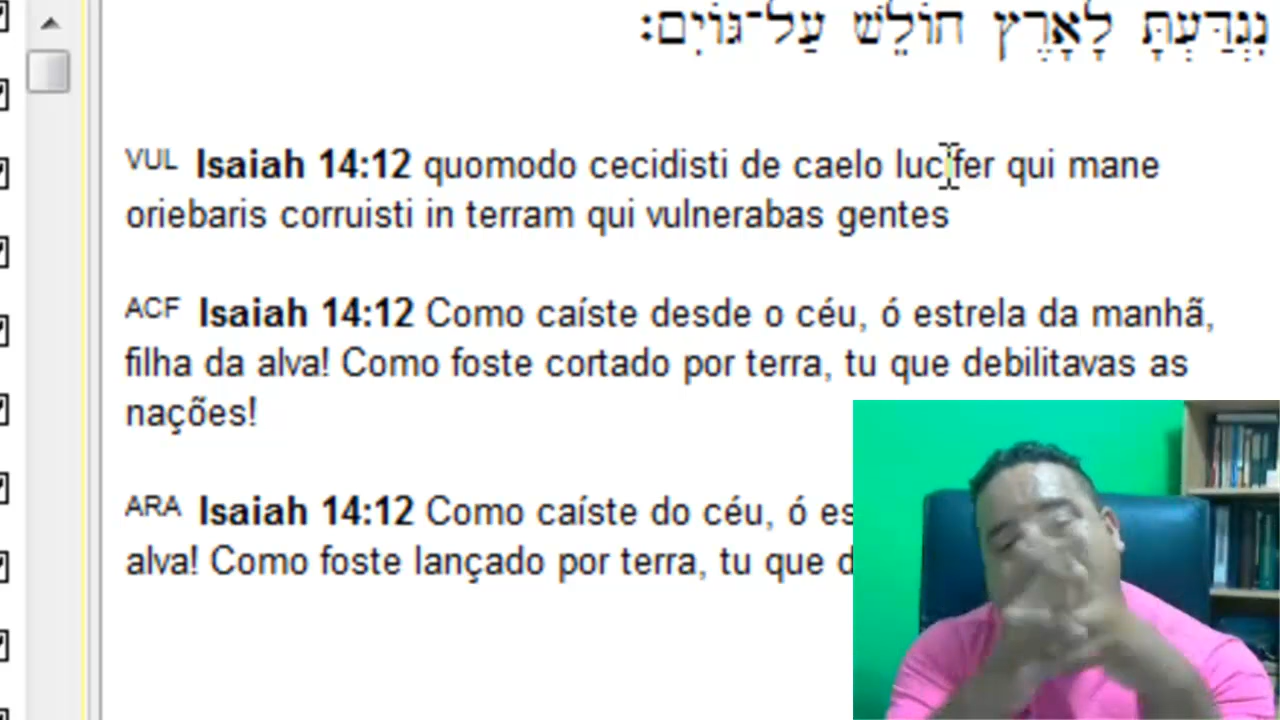 נִגְדַּעְתָּ לָאָרֶץ חוֹלֵשׁ עַל־גּוֹיִם׃
VUL Isaiah 14:12 quomodo cecidisti de caelo lucifer qui mane
oriebaris corruisti in terram qui vulnerabas gentes
ACF Isaiah 14:12 Como caíste desde o céu, ó estrela da manhã,
filha da alva! Como foste cortado por terra, tu que debilitavas as
nações!
ARA Isaiah 14:12 Como caíste do céu, ó
alva! Como foste lançado por terra, tu que